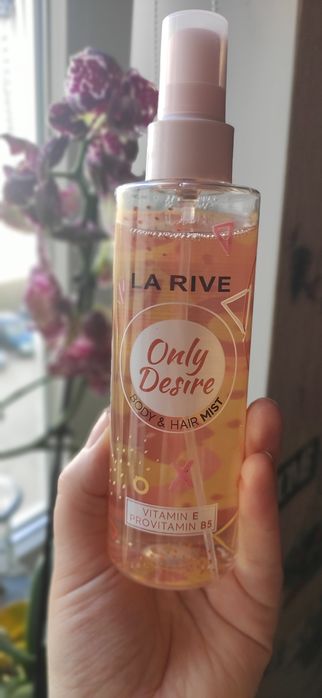 LA RIVE
Only
Desire
BODY & HAIR MIST
VITAMIN E
PROVITAMIN B5